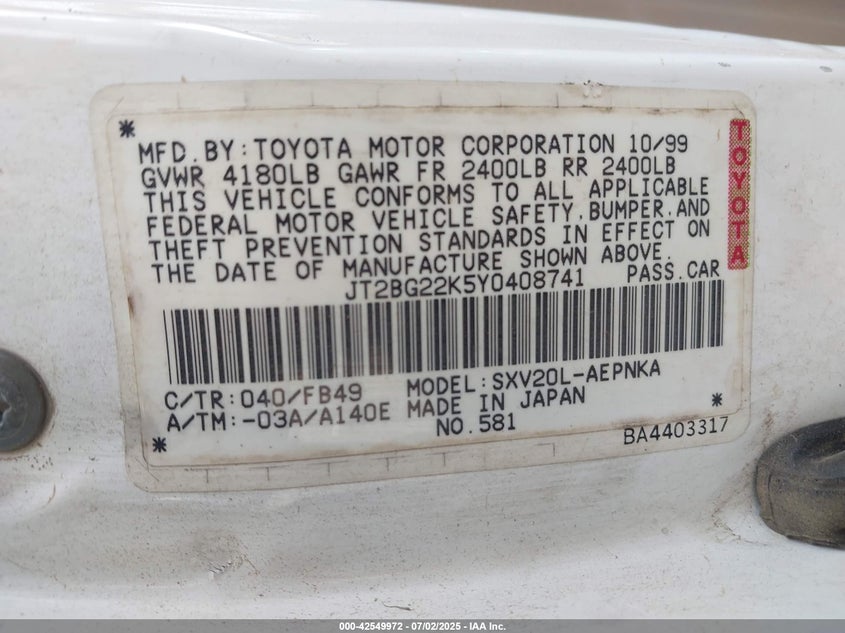 * MFD. BY: TOYOTA MOTOR CORPORATION 10/99
GVWR 4180LB GAWR FR 2400LB RR 2400LB
THIS VEHICLE CONFORMS TO ALL APPLICABLE
FEDERAL MOTOR VEHICLE SAFETY, BUMPER, AND
THEFT PREVENTION STANDARDS IN EFFECT ON
THE DATE OF MANUFACTURE SHOWN ABOVE.
JT2BG22K5Y0408741 PASS. CAR
TOYOTA
C/TR: 040/FB49 MODEL: SXV20L-AEPNKA
A/TM: -03A/A140E MADE IN JAPAN *
* NO. 581 BA4403317
000-42549972 - 07/02/2025 - IAA Inc.